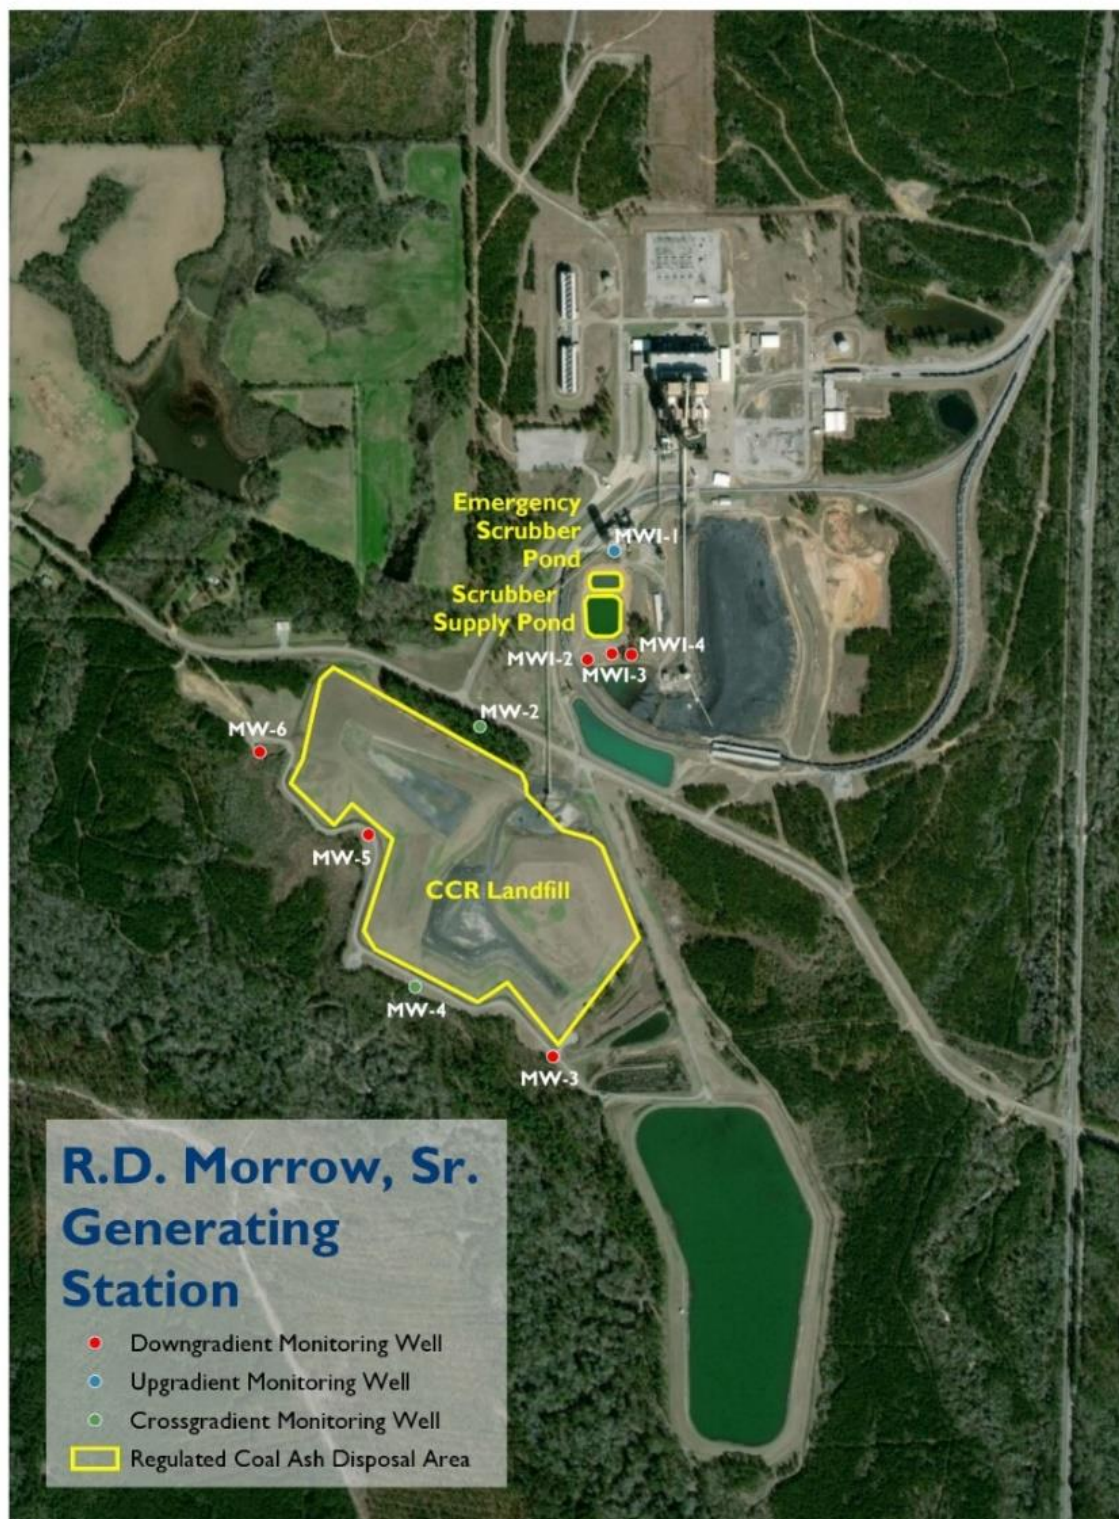 Emergency
Scrubber
Pond
MWI-1
Scrubber
Supply Pond
MWI-4
MWI-2
MWI-3
MW-2
MW-6
MW-5
CCR Landfill
MW-4
MW-3
R.D. Morrow, Sr.
Generating
Station
Downgradient Monitoring Well
Upgradient Monitoring Well
Crossgradient Monitoring Well
Regulated Coal Ash Disposal Area